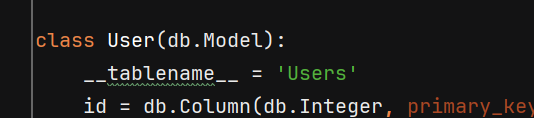 class User(db.Model):
    __tablename__ = 'Users'
    id = db.Column(db.Integer, primary_key